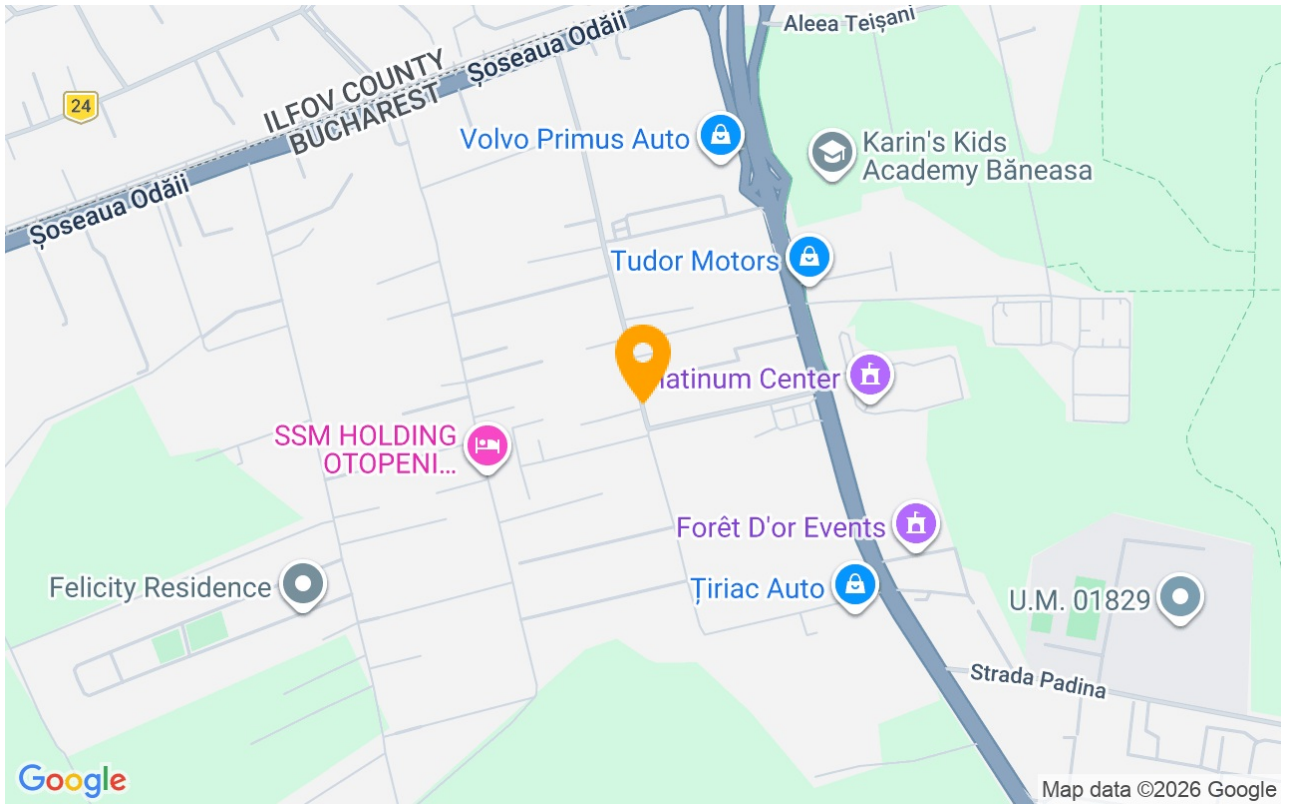 Aleea Teișani
Șoseaua Odăii
ILFOV COUNTY
BUCHAREST
24
Volvo Primus Auto
Karin's Kids
Academy Băneasa
Șoseaua Odăii
Tudor Motors
latinum Center
SSM HOLDING
OTOPENI...
Forêt D'or Events
Felicity Residence
Țiriac Auto
U.M. 01829
Strada Padina
Google
Map data ©2026 Google